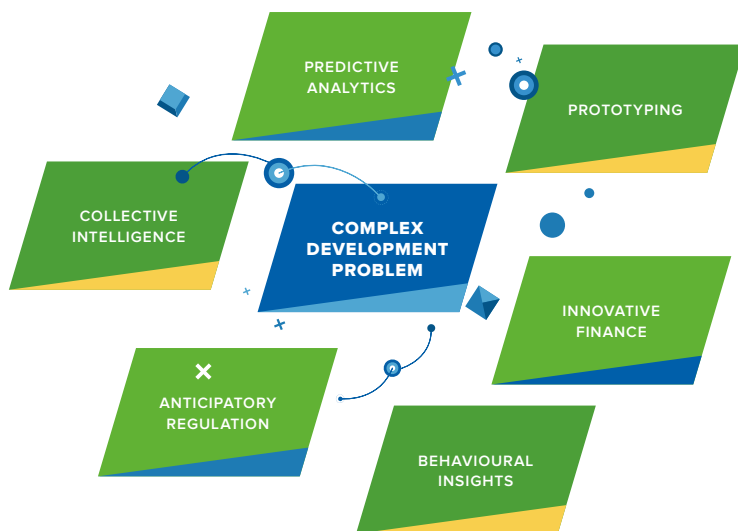 PREDICTIVE
ANALYTICS
PROTOTYPING
COLLECTIVE
INTELLIGENCE
COMPLEX
DEVELOPMENT
PROBLEM
INNOVATIVE
FINANCE
ANTICIPATORY
REGULATION
BEHAVIOURAL
INSIGHTS